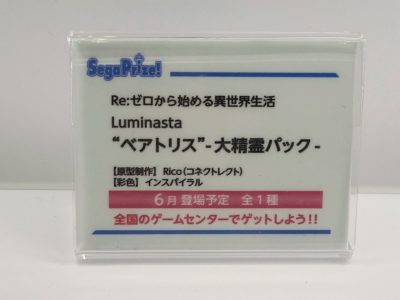 SegaPrize!
Re:ゼロから始める異世界生活
Luminasta
“ベアトリス”-大精霊パック-
【原型制作】 Rico(コネクトレクト)
【彩色】 インスパイラル
6月 登場予定 全1種
全国のゲームセンターでゲットしよう!!